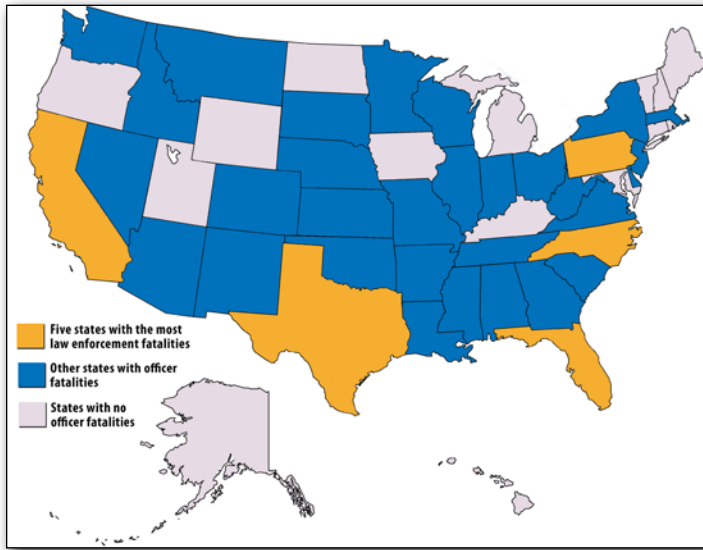 Five states with the most
law enforcement fatalities
Other states with officer
fatalities
States with no
officer fatalities